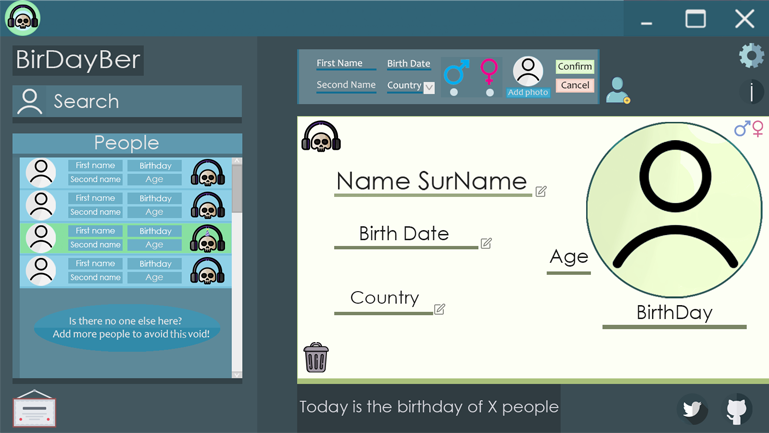 BirDayBer
Search
People
First name Birthday
Second name Age
First name Birthday
Second name Age
First name Birthday
Second name Age
First name Birthday
Second name Age
Is there no one else here?
Add more people to avoid this void!
First Name Birth Date
Second Name Country
Add photo
Confirm
Cancel
i
Name SurName
Birth Date
Age
Country
BirthDay
Today is the birthday of X people